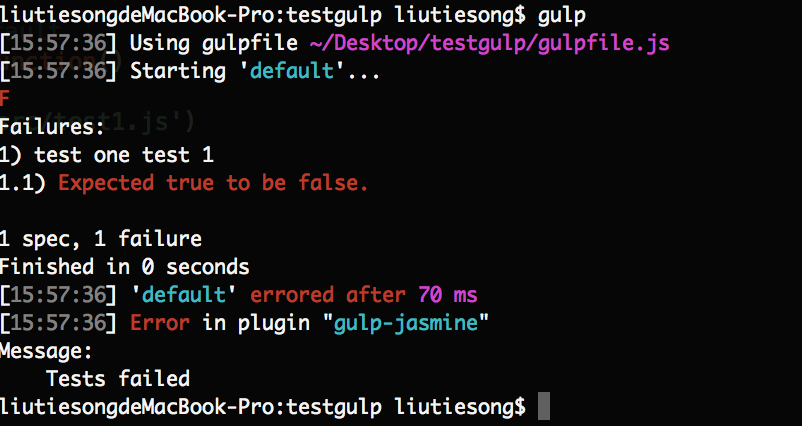 liutiesongdeMacBook-Pro:testgulp liutiesong$ gulp
[15:57:36] Using gulpfile ~/Desktop/testgulp/gulpfile.js
[15:57:36] Starting 'default'...
F
Failures:
1) test one test 1
1.1) Expected true to be false.
1 spec, 1 failure
Finished in 0 seconds
[15:57:36] 'default' errored after 70 ms
[15:57:36] Error in plugin "gulp-jasmine"
Message:
    Tests failed
liutiesongdeMacBook-Pro:testgulp liutiesong$